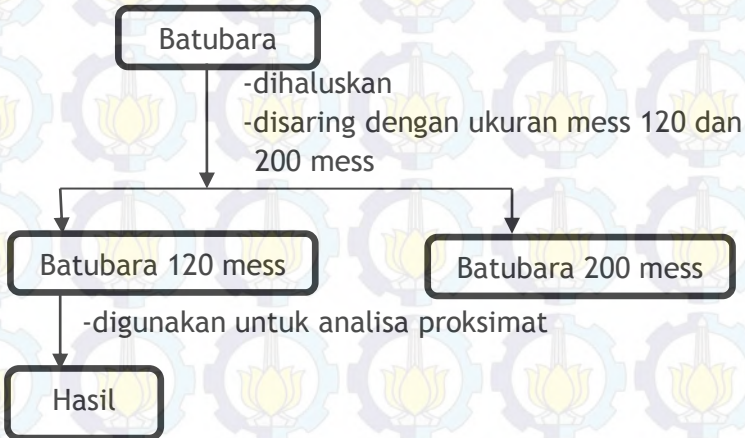 Batubara
-dihaluskan
-disaring dengan ukuran mess 120 dan
200 mess
Batubara 120 mess
Batubara 200 mess
-digunakan untuk analisa proksimat
Hasil